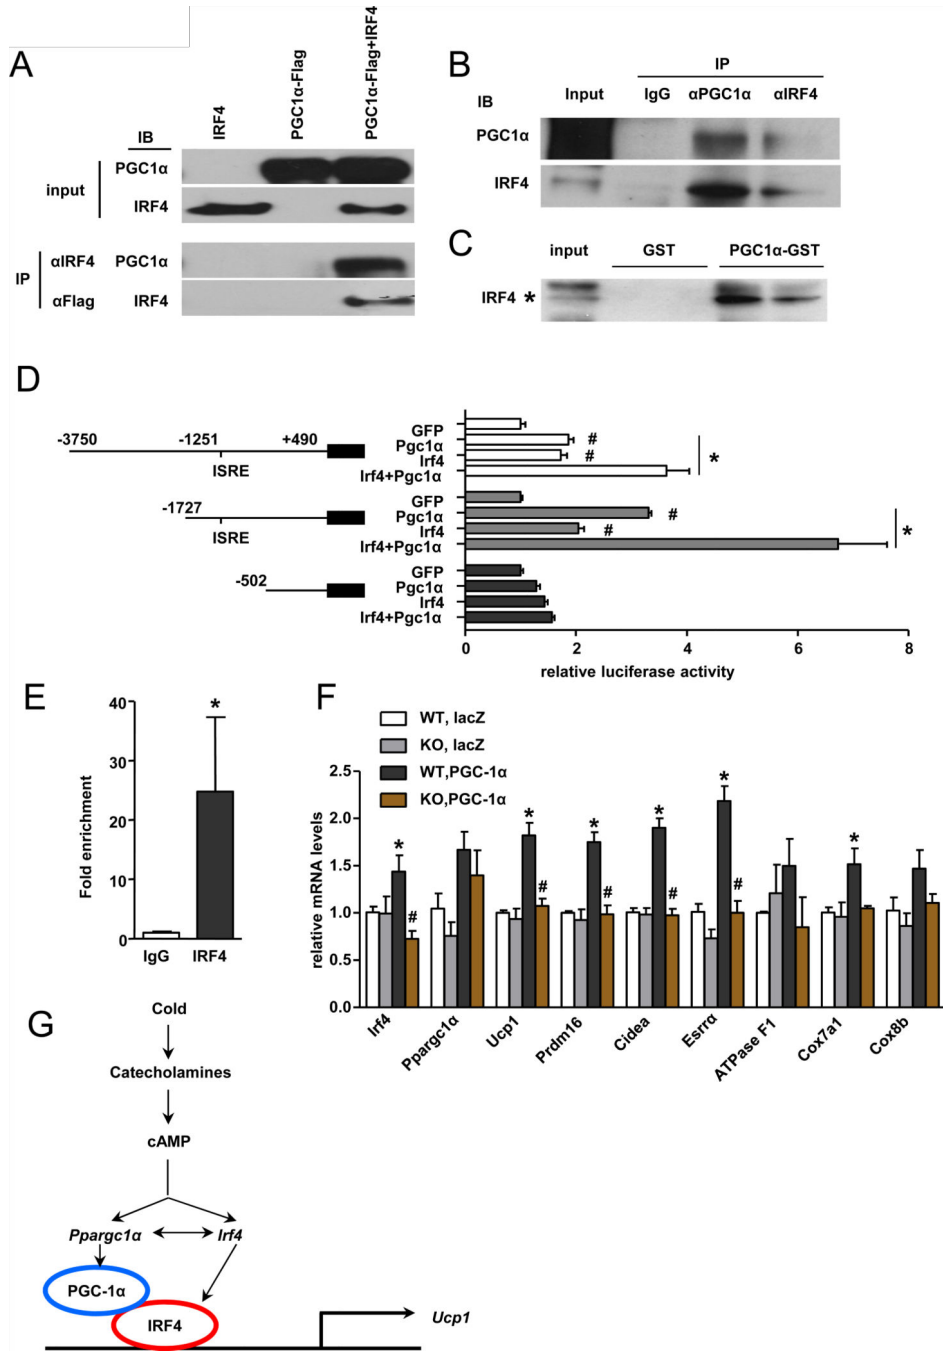 A
IRF4
PGC1α-Flag
PGC1α-Flag+IRF4
IB
input
PGC1α
IRF4
IP
αIRF4 PGC1α
αFlag IRF4
B
IP
IB
Input IgG αPGC1α αIRF4
PGC1α
IRF4
C
input GST PGC1α-GST
IRF4 *
D
-3750 -1251 +490
ISRE
-1727
ISRE
-502
GFP
Pgc1α #
Irf4 #
Irf4+Pgc1α
*
GFP
Pgc1α #
Irf4 #
Irf4+Pgc1α
*
GFP
Pgc1α
Irf4
Irf4+Pgc1α
0 2 4 6 8
relative luciferase activity
E
Fold enrichment
40
30
20
10
0
*
IgG IRF4
F
WT, lacZ
KO, lacZ
WT,PGC-1α
KO,PGC-1α
relative mRNA levels
2.5
2.0
1.5
1.0
0.5
0.0
* # * # * # * # * # *
Irf4 Ppargc1α Ucp1 Prdm16 Cidea Esrrα ATPase F1 Cox7a1 Cox8b
G
Cold
Catecholamines
cAMP
Ppargc1α Irf4
PGC-1α
IRF4
Ucp1